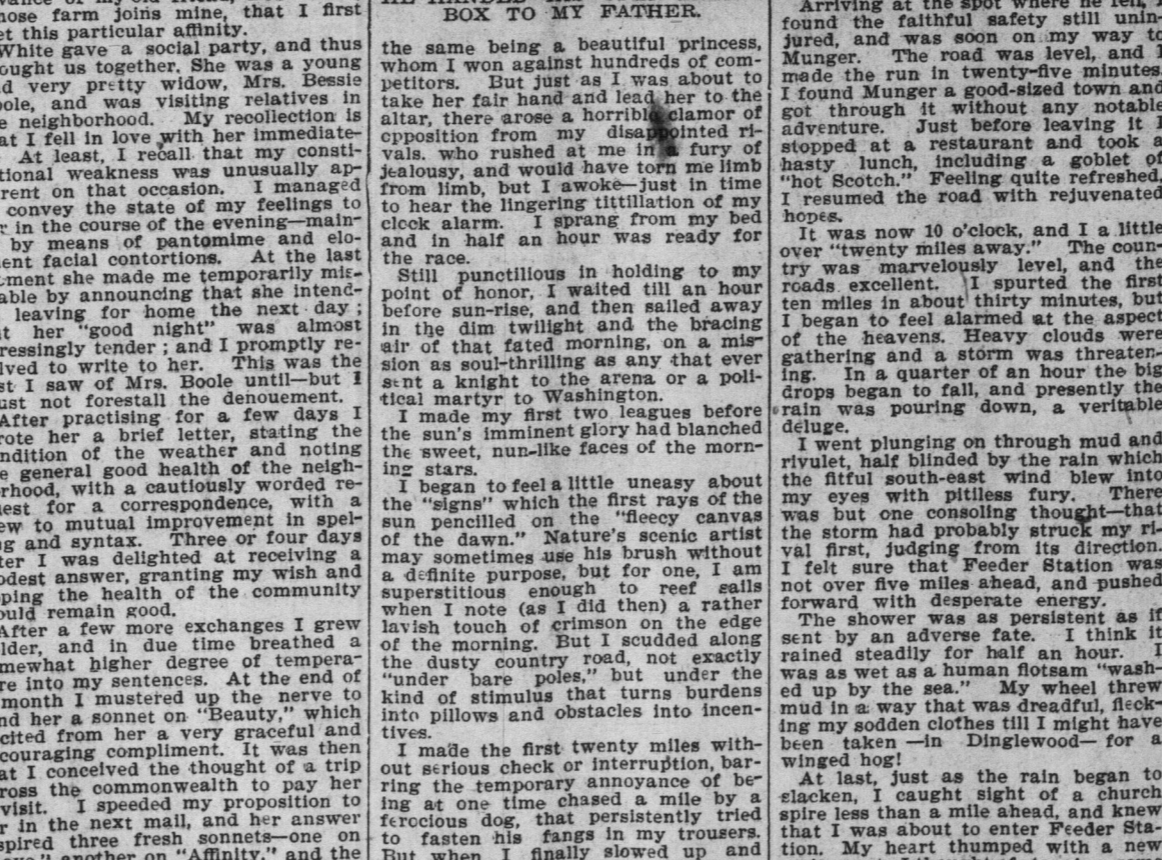 nose farm joins mine, that I first
et this particular affinity.
White gave a social party, and thus
ought us together. She was a young
d very pretty widow, Mrs. Bessie
oole, and was visiting relatives in
e neighborhood. My recollection is
at I fell in love with her immediate-
At least, I recall that my consti-
tional weakness was unusually ap-
rent on that occasion. I managed
convey the state of my feelings to
r in the course of the evening—main-
by means of pantomime and elo-
ent facial contortions. At the last
ment she made me temporarily mis-
able by announcing that she intend-
leaving for home the next day;
t her "good night" was almost
ressingly tender; and I promptly re-
lved to write to her. This was the
st I saw of Mrs. Boole until—but I
ust not forestall the denouement.
After practising for a few days I
rote her a brief letter, stating the
ndition of the weather and noting
e general good health of the neigh-
rhood, with a cautiously worded re-
uest for a correspondence, with a
ew to mutual improvement in spel-
g and syntax. Three or four days
ter I was delighted at receiving a
odest answer, granting my wish and
ping the health of the community
ould remain good.
After a few more exchanges I grew
lder, and in due time breathed a
mewhat higher degree of tempera-
re into my sentences. At the end of
month I mustered up the nerve to
nd her a sonnet on "Beauty," which
cited from her a very graceful and
couraging compliment. It was then
at I conceived the thought of a trip
ross the commonwealth to pay her
visit. I speeded my proposition to
r in the next mail, and her answer
spired three fresh sonnets—one on
another on "Affinity," and the
BOX TO MY FATHER.
the same being a beautiful princess,
whom I won against hundreds of com-
petitors. But just as I was about to
take her fair hand and lead her to the
altar, there arose a horrible clamor of
cpposition from my disappointed ri-
vals. who rushed at me in a fury of
jealousy, and would have torn me limb
from limb, but I awoke—just in time
to hear the lingering tittillation of my
clock alarm. I sprang from my bed
and in half an hour was ready for
the race.
Still punctilious in holding to my
point of honor, I waited till an hour
before sun-rise, and then sailed away
in the dim twilight and the bracing
air of that fated morning, on a mis-
sion as soul-thrilling as any that ever
sent a knight to the arena or a poli-
tical martyr to Washington.
I made my first two leagues before
the sun's imminent glory had blanched
the sweet, nun-like faces of the morn-
ing stars.
I began to feel a little uneasy about
the "signs" which the first rays of the
sun pencilled on the "fleecy canvas
of the dawn." Nature's scenic artist
may sometimes use his brush without
a definite purpose, but for one, I am
superstitious enough to reef sails
when I note (as I did then) a rather
lavish touch of crimson on the edge
of the morning. But I scudded along
the dusty country road, not exactly
"under bare poles," but under the
kind of stimulus that turns burdens
into pillows and obstacles into incen-
tives.
I made the first twenty miles with-
out serious check or interruption, bar-
ring the temporary annoyance of be-
ing at one time chased a mile by a
ferocious dog, that persistently tried
to fasten his fangs in my trousers.
But when I finally slowed up and
Arriving at the spot where he fell, I
found the faithful safety still unin-
jured, and was soon on my way to
Munger. The road was level, and I
made the run in twenty-five minutes.
I found Munger a good-sized town and
got through it without any notable
adventure. Just before leaving it I
stopped at a restaurant and took a
hasty lunch, including a goblet of
"hot Scotch." Feeling quite refreshed,
I resumed the road with rejuvenated
hopes.
It was now 10 o'clock, and I a little
over "twenty miles away." The coun-
try was marvelously level, and the
roads excellent. I spurted the first
ten miles in about thirty minutes, but
I began to feel alarmed at the aspect
of the heavens. Heavy clouds were
gathering and a storm was threaten-
ing. In a quarter of an hour the big
drops began to fall, and presently the
rain was pouring down, a veritable
deluge.
I went plunging on through mud and
rivulet, half blinded by the rain which
the fitful south-east wind blew into
my eyes with pitiless fury. There
was but one consoling thought—that
the storm had probably struck my ri-
val first, judging from its direction.
I felt sure that Feeder Station was
not over five miles ahead, and pushed
forward with desperate energy.
The shower was as persistent as if
sent by an adverse fate. I think it
rained steadily for half an hour. I
was as wet as a human flotsam "wash-
ed up by the sea." My wheel threw
mud in a way that was dreadful, fleck-
ing my sodden clothes till I might have
been taken—in Dinglewood—for a
winged hog!
At last, just as the rain began to
slacken, I caught sight of a church
spire less than a mile ahead, and knew
that I was about to enter Feeder Sta-
tion. My heart thumped with a new